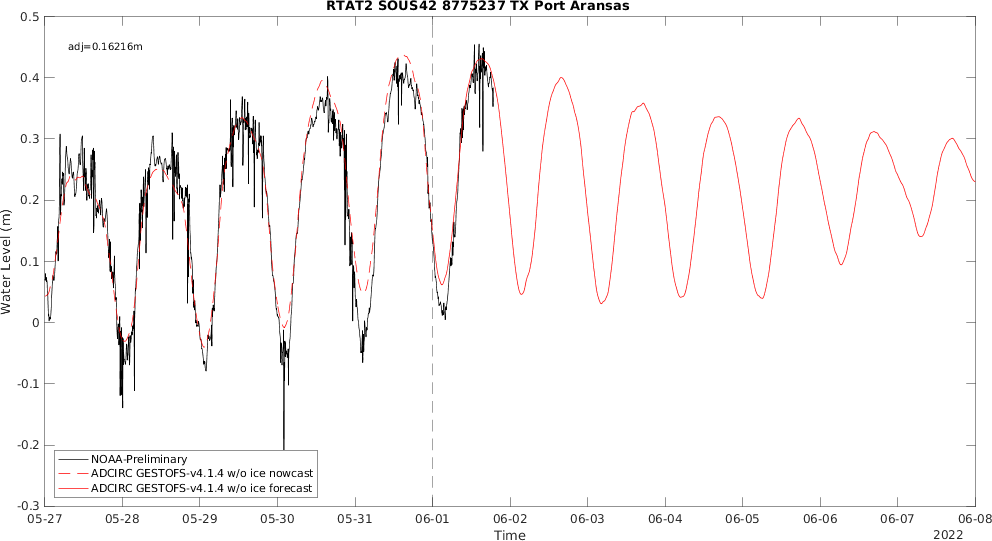 RTAT2 SOUS42 8775237 TX Port Aransas
adj=0.16216m
0.5
0.4
0.3
0.2
0.1
0
-0.1
-0.2
-0.3
Water Level (m)
NOAA-Preliminary
ADCIRC GESTOFS-v4.1.4 w/o ice nowcast
ADCIRC GESTOFS-v4.1.4 w/o ice forecast
05-27 05-28 05-29 05-30 05-31 06-01 06-02 06-03 06-04 06-05 06-06 06-07 06-08
Time
2022